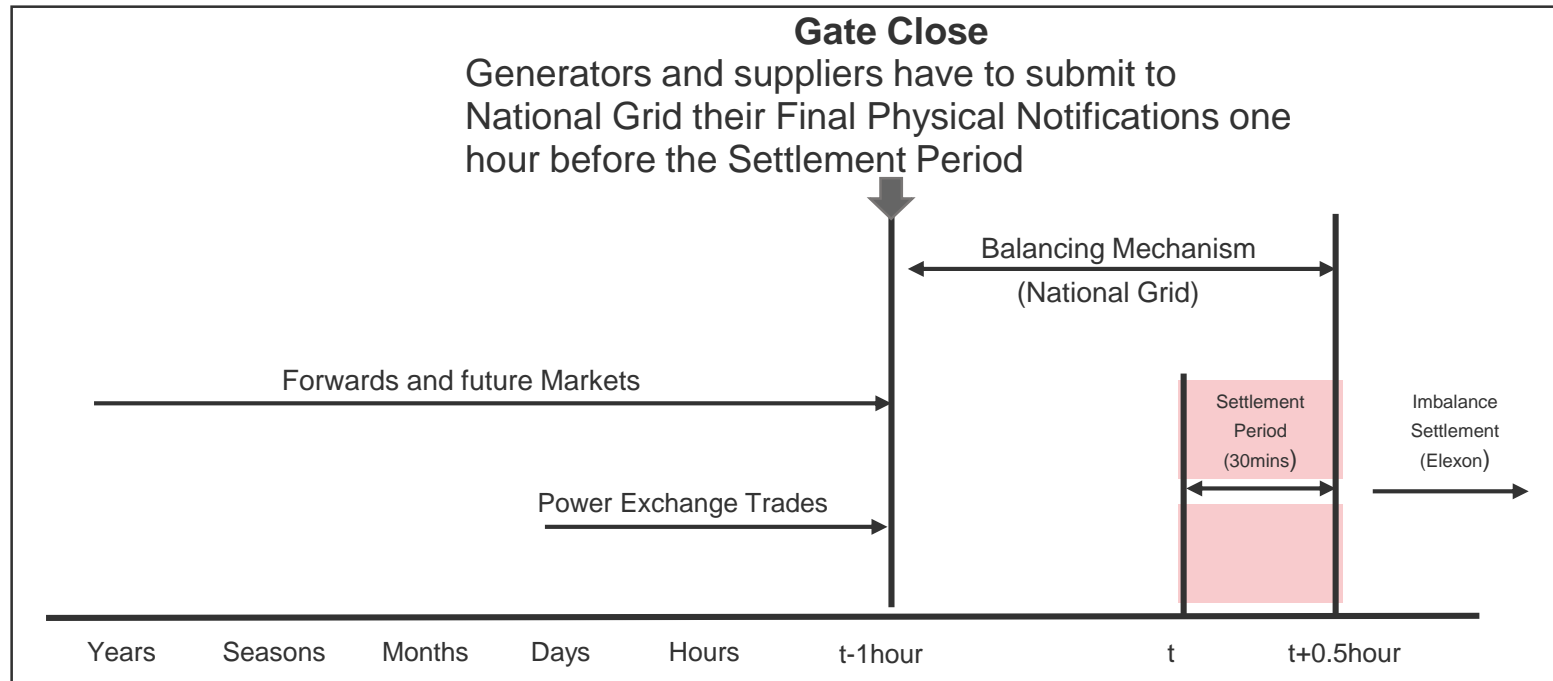 Gate Close
Generators and suppliers have to submit to
National Grid their Final Physical Notifications one
hour before the Settlement Period
Balancing Mechanism
(National Grid)
Forwards and future Markets
Settlement
Period
(30mins)
Imbalance
Settlement
(Elexon)
Power Exchange Trades
Years Seasons Months Days Hours t-1hour t t+0.5hour